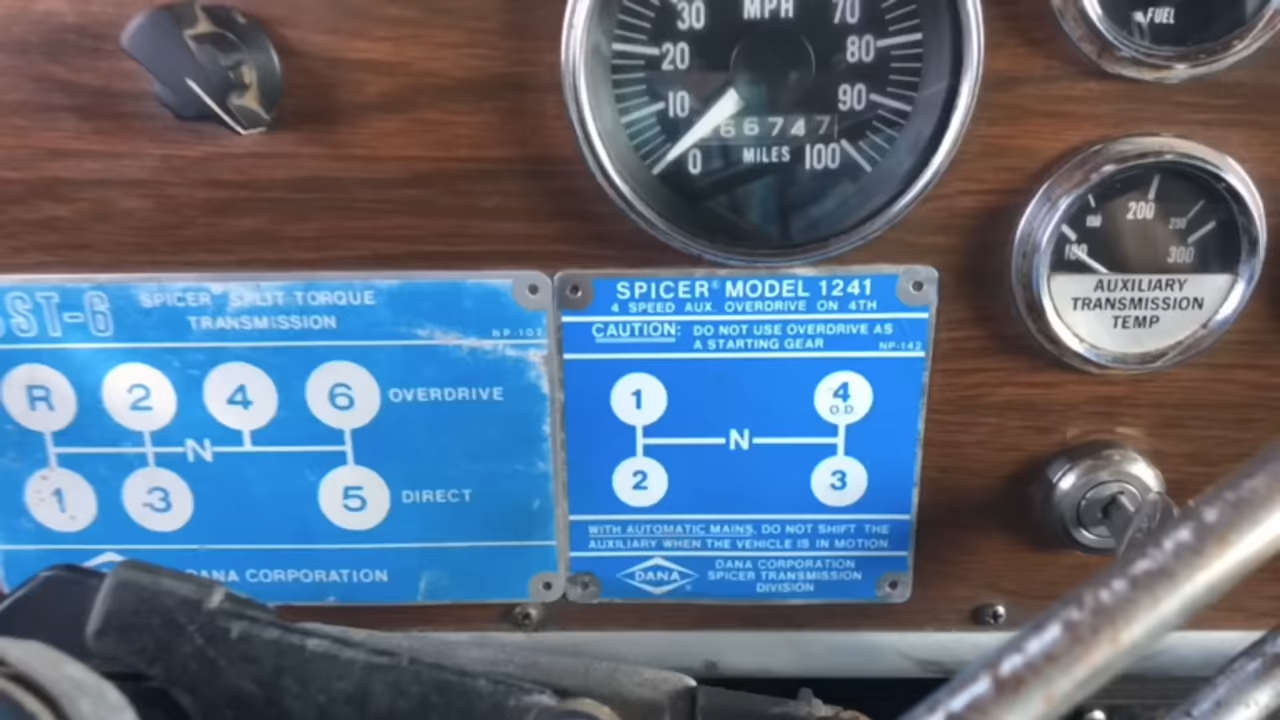 30 MPH 70
20 80
10 90
66747
0 MILES 100
FUEL
150 200 250
300
AUXILIARY
TRANSMISSION
TEMP
SST-6 SPICER SPLIT TORQUE
TRANSMISSION
NP-107
R 2 4 6 OVERDRIVE
N
1 3 5 DIRECT
DANA CORPORATION
SPICER® MODEL 1241
4 SPEED AUX. OVERDRIVE ON 4TH
CAUTION: DO NOT USE OVERDRIVE AS
A STARTING GEAR NP-142
1 4
O.D.
N
2 3
WITH AUTOMATIC MAINS, DO NOT SHIFT THE
AUXILIARY WHEN THE VEHICLE IS IN MOTION
DANA
DANA CORPORATION
SPICER TRANSMISSION
DIVISION